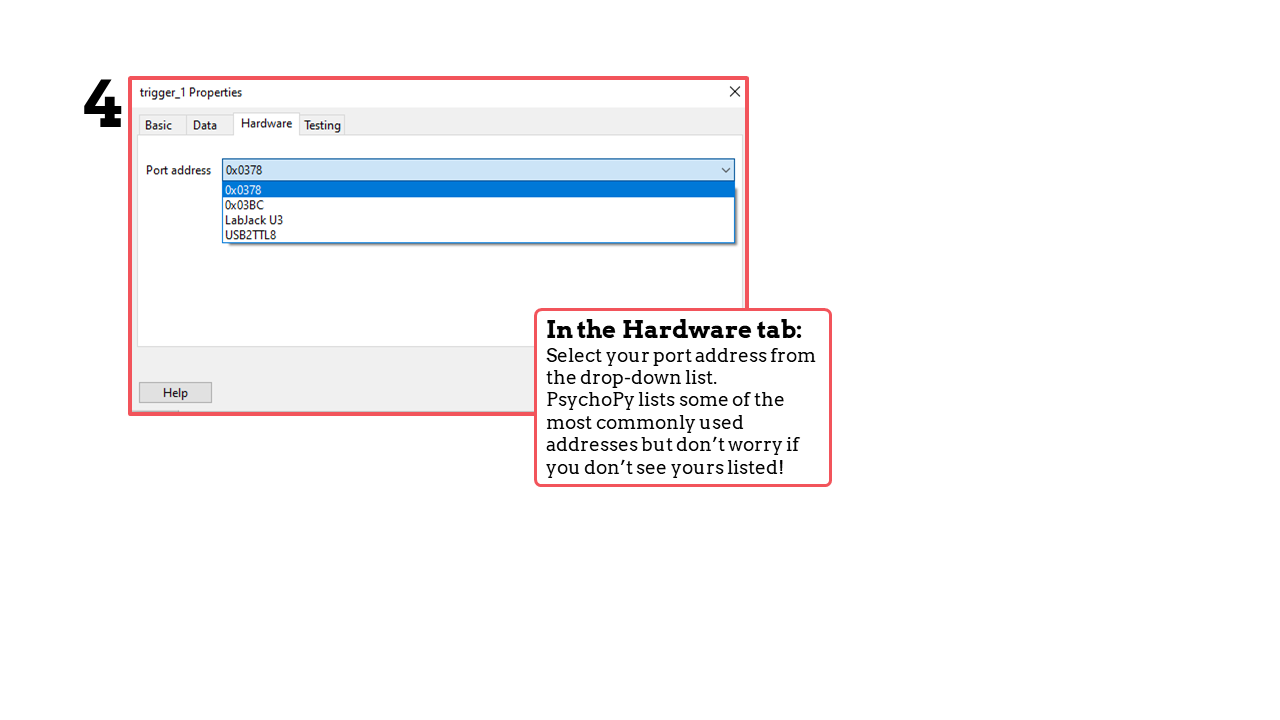 4
trigger_1 Properties
Basic Data Hardware Testing
Port address 0x0378
0x0378
0x03BC
LabJack U3
USB2TTL8
Help
In the Hardware tab:
Select your port address from
the drop-down list.
PsychoPy lists some of the
most commonly used
addresses but don’t worry if
you don’t see yours listed!